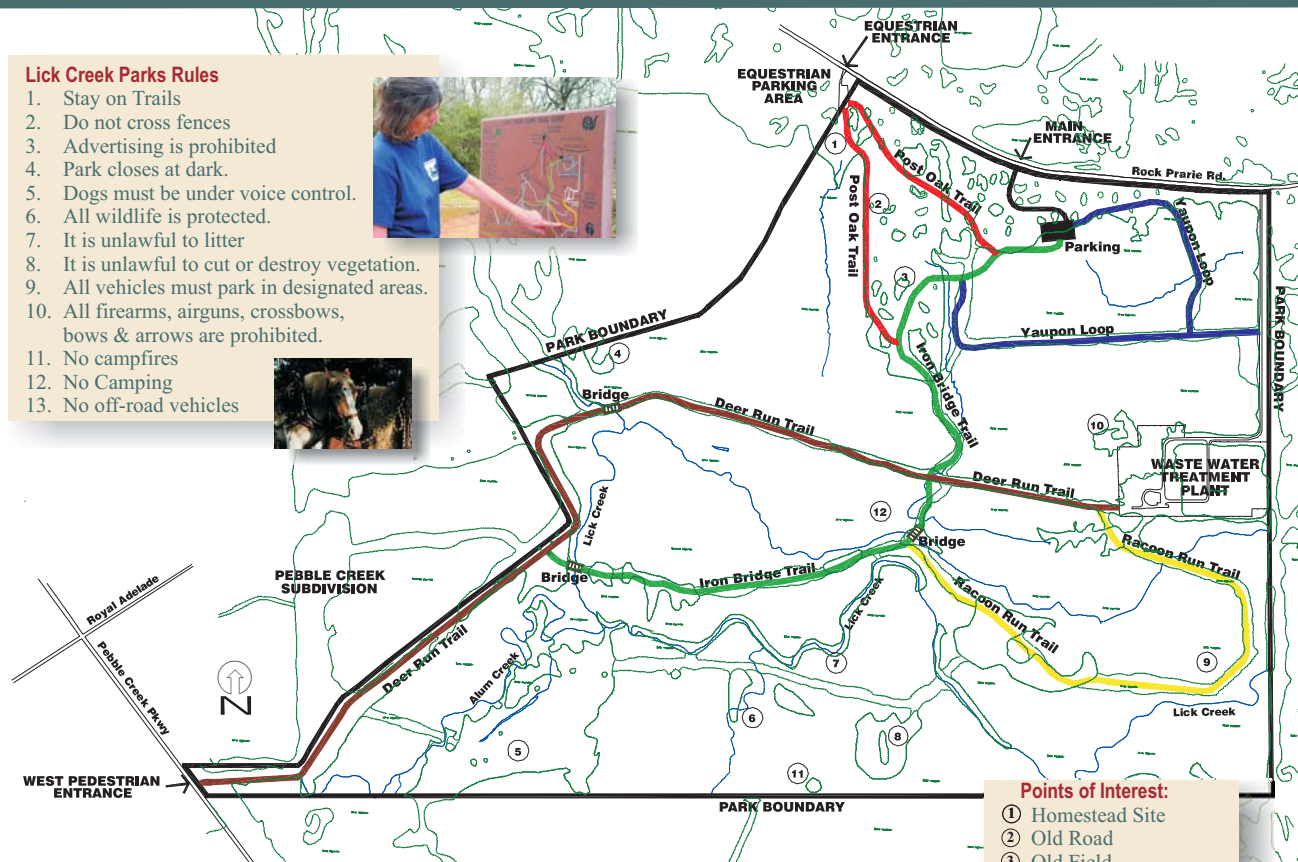 Lick Creek Parks Rules
1. Stay on Trails
2. Do not cross fences
3. Advertising is prohibited
4. Park closes at dark.
5. Dogs must be under voice control.
6. All wildlife is protected.
7. It is unlawful to litter
8. It is unlawful to cut or destroy vegetation.
9. All vehicles must park in designated areas.
10. All firearms, airguns, crossbows,
bows & arrows are prohibited.
11. No campfires
12. No Camping
13. No off-road vehicles
EQUESTRIAN
ENTRANCE
EQUESTRIAN
PARKING
AREA
MAIN
ENTRANCE
Rock Prarie Rd.
1
Post Oak Trail
Post Oak Trail
2
3
Parking
Yaupon Loop
Yaupon Loop
PARK BOUNDARY
PARK BOUNDARY
4
Bridge
Deer Run Trail
Iron Bridge Trail
10
WASTE WATER
TREATMENT
PLANT
Deer Run Trail
12
Bridge
Lick Creek
Racoon Run Trail
Bridge
Iron Bridge Trail
Lick Creek
Racoon Run Trail
PEBBLE CREEK
SUBDIVISION
Royal Adelade
Pebble Creek Pkwy
Deer Run Trail
Alum Creek
N
7
9
Lick Creek
6
8
5
11
WEST PEDESTRIAN
ENTRANCE
PARK BOUNDARY
Points of Interest:
1 Homestead Site
2 Old Road
3 Old Field